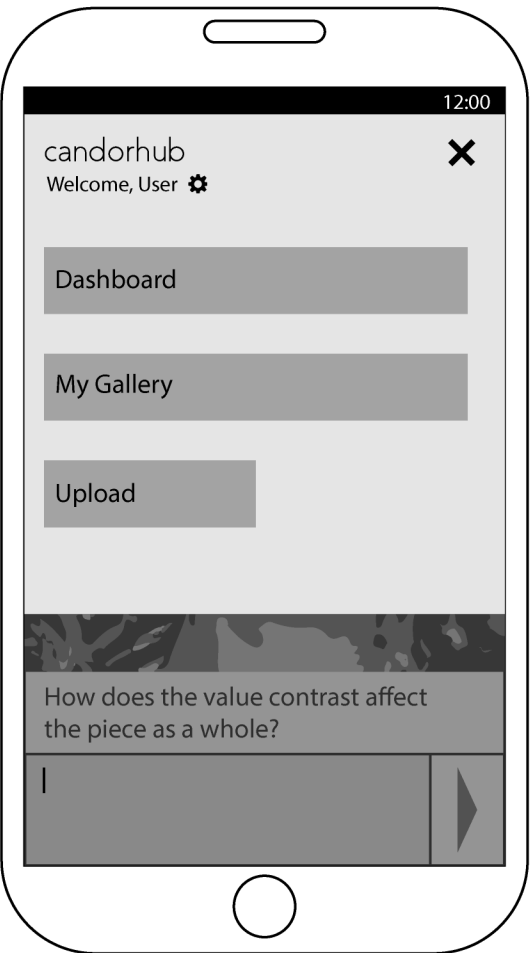 12:00
candorhub
Welcome, User
Dashboard
My Gallery
Upload
How does the value contrast affect
the piece as a whole?